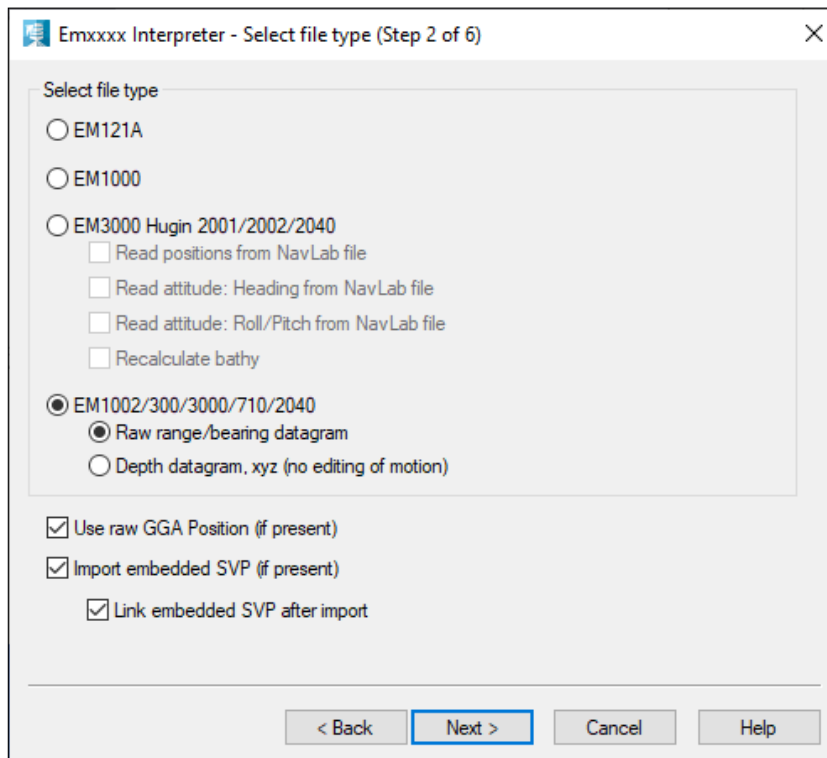 Emxxxx Interpreter - Select file type (Step 2 of 6)
Select file type
EM121A
EM1000
EM3000 Hugin 2001/2002/2040
Read positions from NavLab file
Read attitude: Heading from NavLab file
Read attitude: Roll/Pitch from NavLab file
Recalculate bathy
EM1002/300/3000/710/2040
Raw range/bearing datagram
Depth datagram, xyz (no editing of motion)
Use raw GGA Position (if present)
Import embedded SVP (if present)
Link embedded SVP after import
< Back Next > Cancel Help